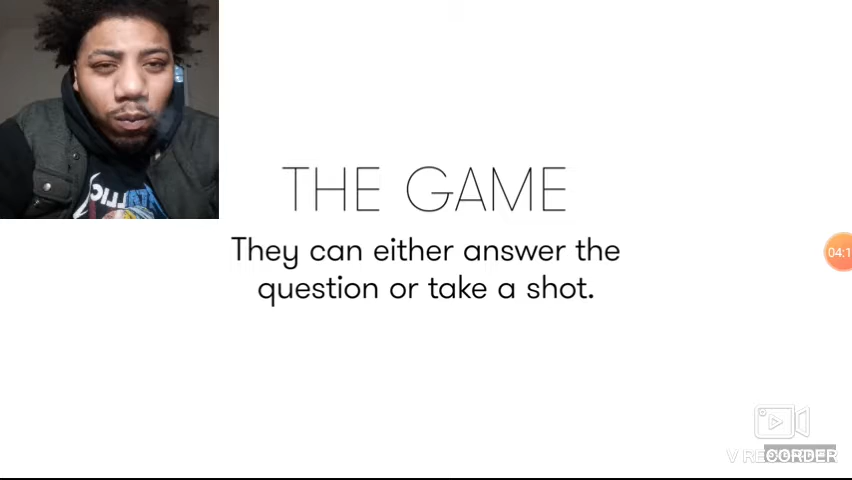 THE GAME
They can either answer the
question or take a shot.
04:1
V RECORDER